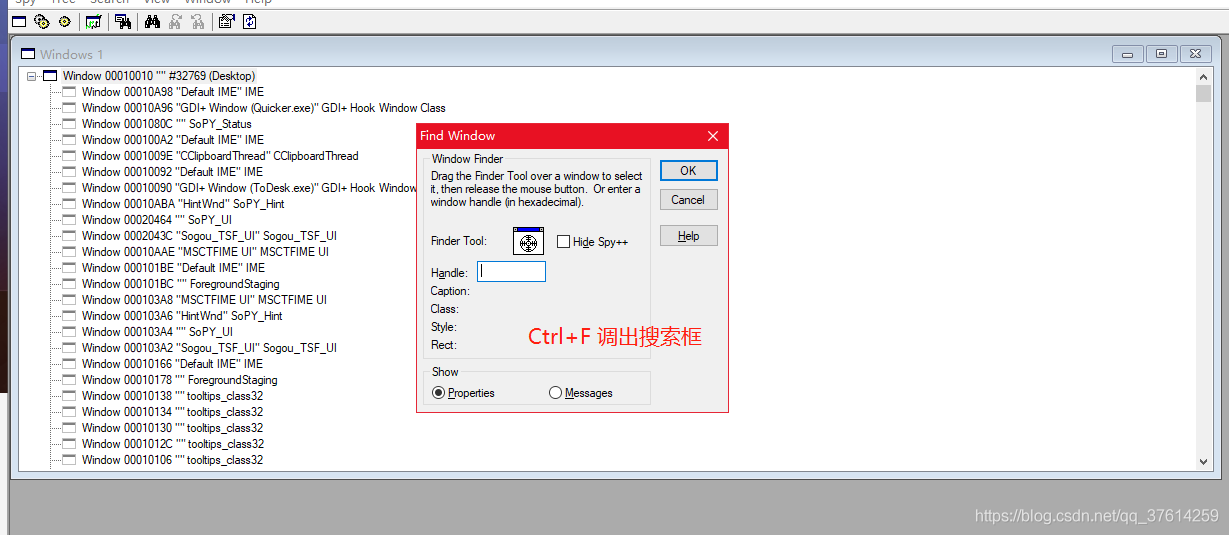 Spy Tree Search View Window Help
Windows 1
Window 00010010 "" #32769 (Desktop)
Window 00010A98 "Default IME" IME
Window 00010A96 "GDI+ Window (Quicker.exe)" GDI+ Hook Window Class
Window 0001080C "" SoPY_Status
Window 000100A2 "Default IME" IME
Window 0001009E "CClipboardThread" CClipboardThread
Window 00010092 "Default IME" IME
Window 00010090 "GDI+ Window (ToDesk.exe)" GDI+ Hook Window
Window 00010ABA "HintWnd" SoPY_Hint
Window 00020464 "" SoPY_UI
Window 0002043C "Sogou_TSF_UI" Sogou_TSF_UI
Window 00010AAE "MSCTFIME UI" MSCTFIME UI
Window 000101BE "Default IME" IME
Window 000101BC "" ForegroundStaging
Window 000103A8 "MSCTFIME UI" MSCTFIME UI
Window 000103A6 "HintWnd" SoPY_Hint
Window 000103A4 "" SoPY_UI
Window 000103A2 "Sogou_TSF_UI" Sogou_TSF_UI
Window 00010166 "Default IME" IME
Window 00010178 "" ForegroundStaging
Window 00010138 "" tooltips_class32
Window 00010134 "" tooltips_class32
Window 00010130 "" tooltips_class32
Window 0001012C "" tooltips_class32
Window 00010106 "" tooltips_class32
Find Window
Window Finder
Drag the Finder Tool over a window to select
it, then release the mouse button. Or enter a
window handle (in hexadecimal).
Finder Tool:
Hide Spy++
Handle:
Caption:
Class:
Style:
Rect:
Ctrl+F 调出搜索框
Show
Properties
Messages
OK
Cancel
Help
https://blog.csdn.net/qq_37614259